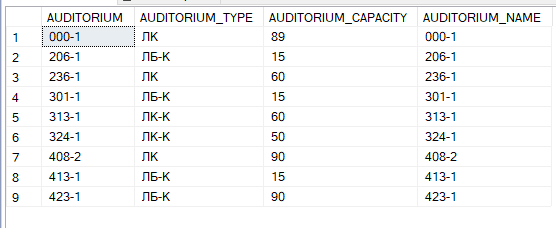 AUDITORIUM AUDITORIUM_TYPE AUDITORIUM_CAPACITY AUDITORIUM_NAME
1 000-1 ЛК 89 000-1
2 206-1 ЛБ-К 15 206-1
3 236-1 ЛК 60 236-1
4 301-1 ЛБ-К 15 301-1
5 313-1 ЛК-К 60 313-1
6 324-1 ЛК-К 50 324-1
7 408-2 ЛК 90 408-2
8 413-1 ЛБ-К 15 413-1
9 423-1 ЛБ-К 90 423-1